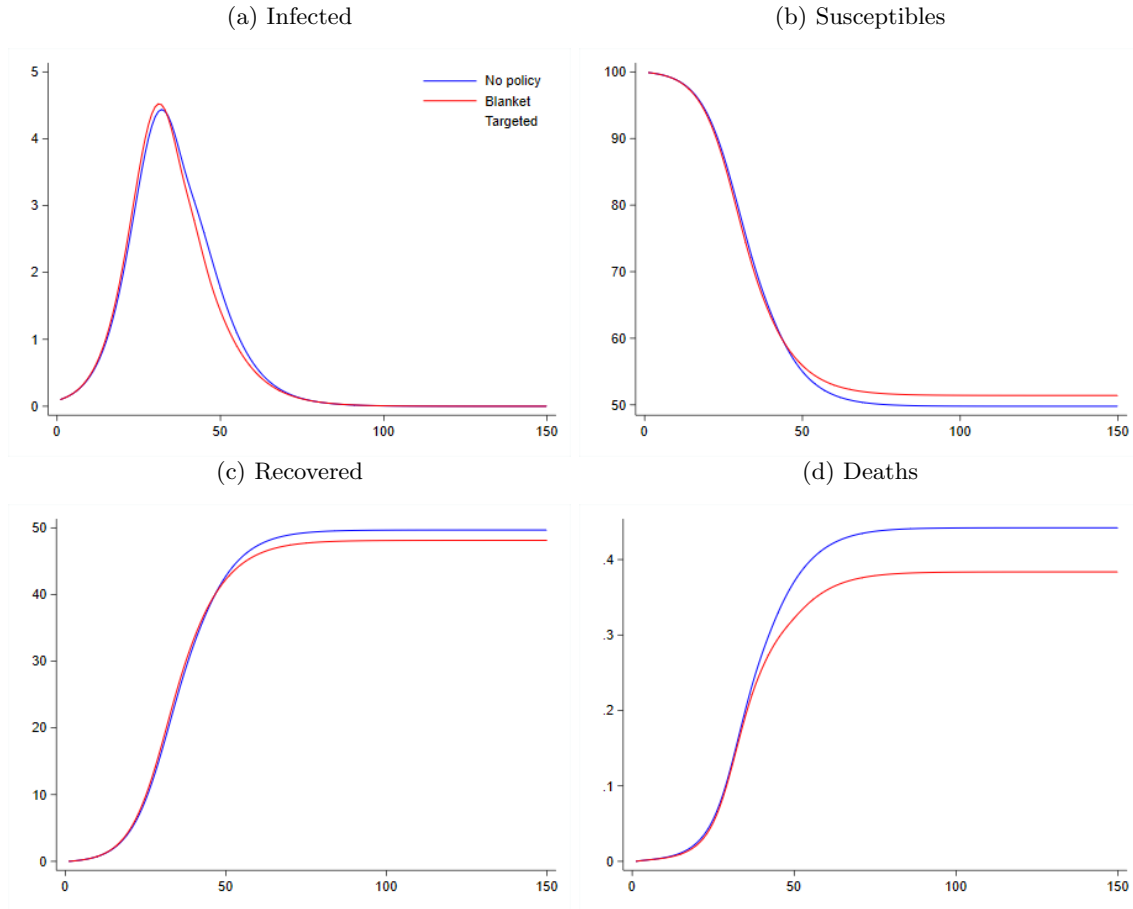 (a) Infected
5
4
3
2
1
0
0 50 100 150
No policy
Blanket
Targeted
(b) Susceptibles
100
90
80
70
60
50
0 50 100 150
(c) Recovered
50
40
30
20
10
0
0 50 100 150
(d) Deaths
.4
.3
.2
.1
0
0 50 100 150